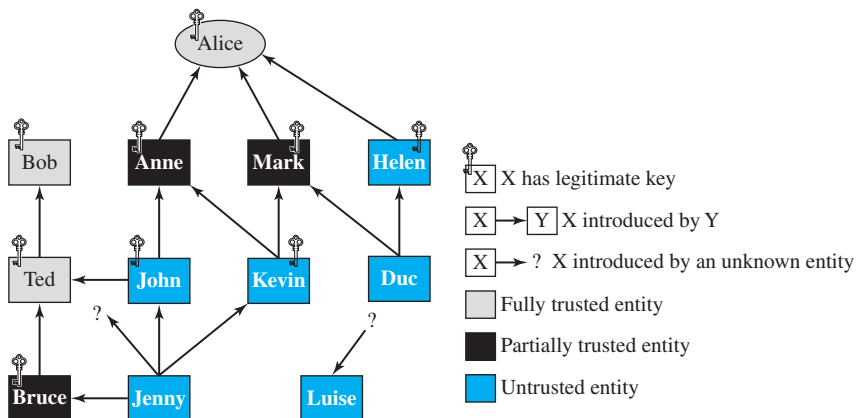 Alice
Bob
Anne
Mark
Helen
X X has legitimate key
X Y X introduced by Y
X ? X introduced by an unknown entity
Ted
John
Kevin
Duc
Fully trusted entity
?
?
Partially trusted entity
Bruce
Jenny
Luise
Untrusted entity